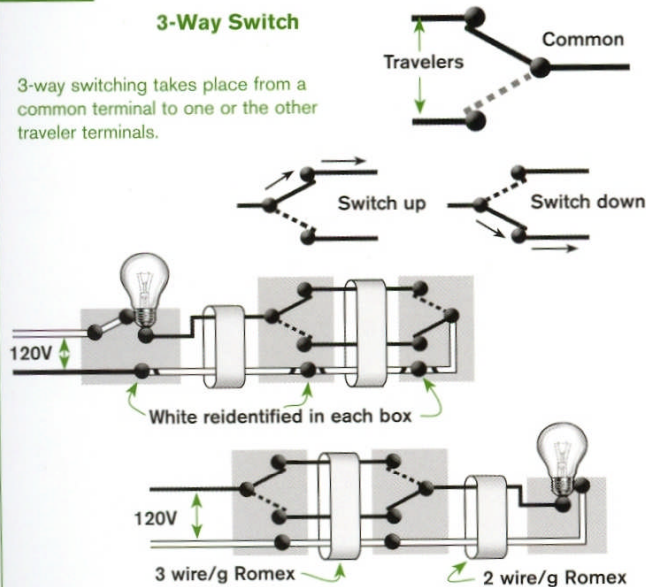 3-Way Switch
3-way switching takes place from a
common terminal to one or the other
traveler terminals.
Travelers
Common
Switch up
Switch down
120V
White reidentified in each box
120V
3 wire/g Romex
2 wire/g Romex